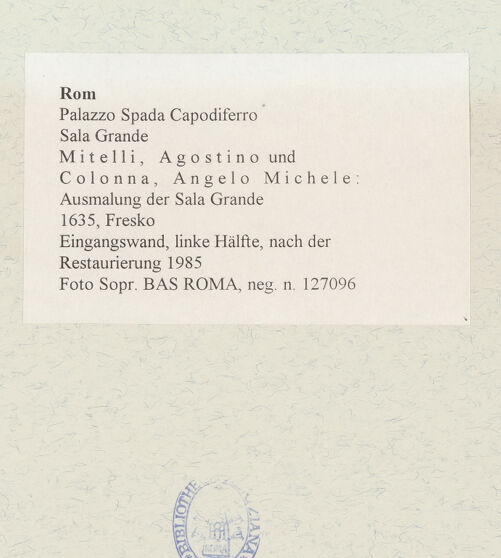 Rom
Palazzo Spada Capodiferro
Sala Grande
Mitelli, Agostino und
Colonna, Angelo Michele:
Ausmalung der Sala Grande
1635, Fresko
Eingangswand, linke Hälfte, nach der
Restaurierung 1985
Foto Sopr. BAS ROMA, neg. n. 127096